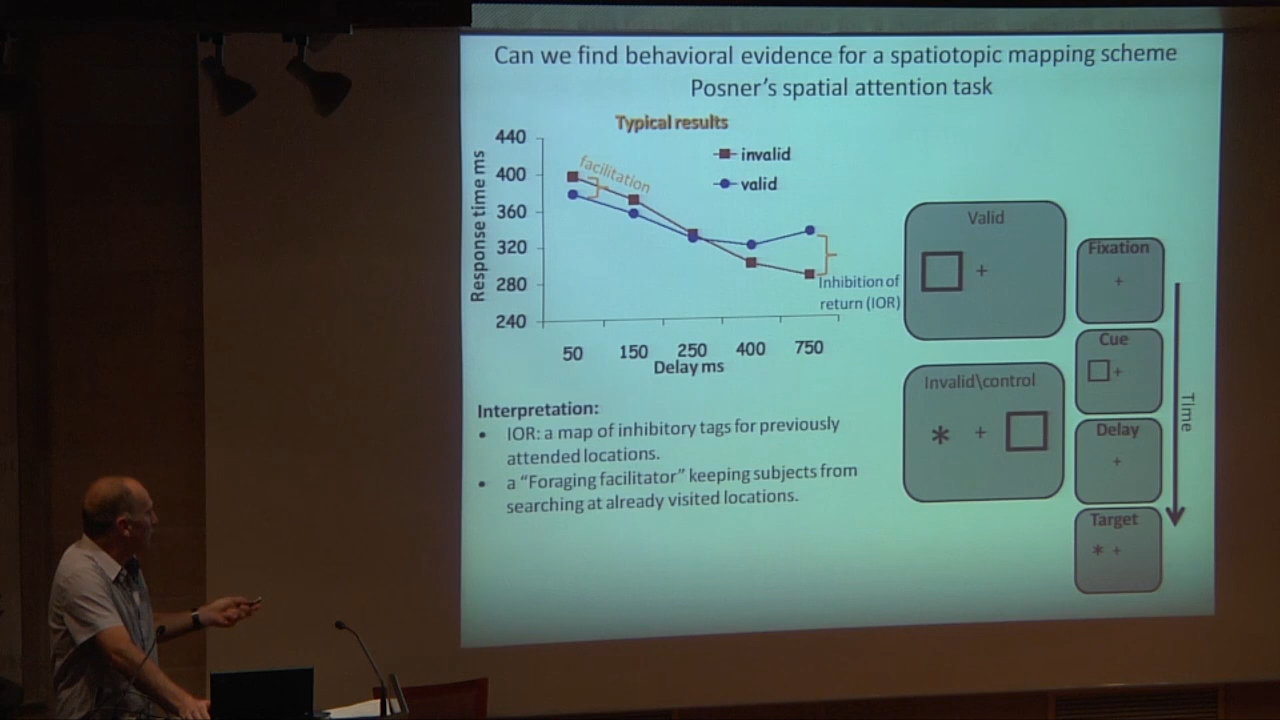 Can we find behavioral evidence for a spatiotopic mapping scheme
Posner's spatial attention task
Typical results
440
400
360
320
280
240
Response time ms
facilitation
invalid
valid
Inhibition of
return (IOR)
50 150 250 400 750
Delay ms
Interpretation:
• IOR: a map of inhibitory tags for previously
attended locations.
• a "Foraging facilitator" keeping subjects from
searching at already visited locations.
Valid
+
Invalid\control
* +
Fixation
+
Cue
+
Delay
+
Target
* +
Time